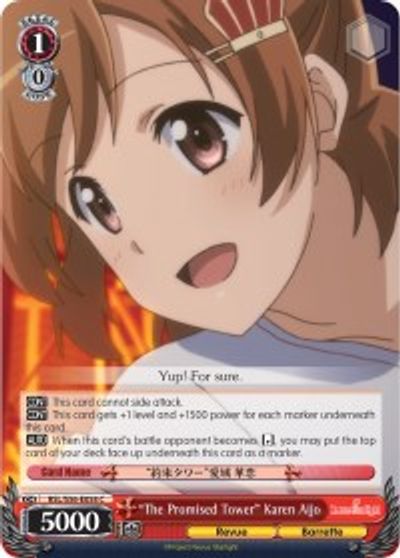 1
0
Yup! For sure.
CONT This card cannot side attack.
CONT This card gets +1 level and +1500 power for each marker underneath
this card.
AUTO When this card's battle opponent becomes [ ], you may put the top
card of your deck face up underneath this card as a marker.
Card Name "約束タワー"愛城 華恋
5000
"The Promised Tower" Karen Aijo
Revue
Barrette